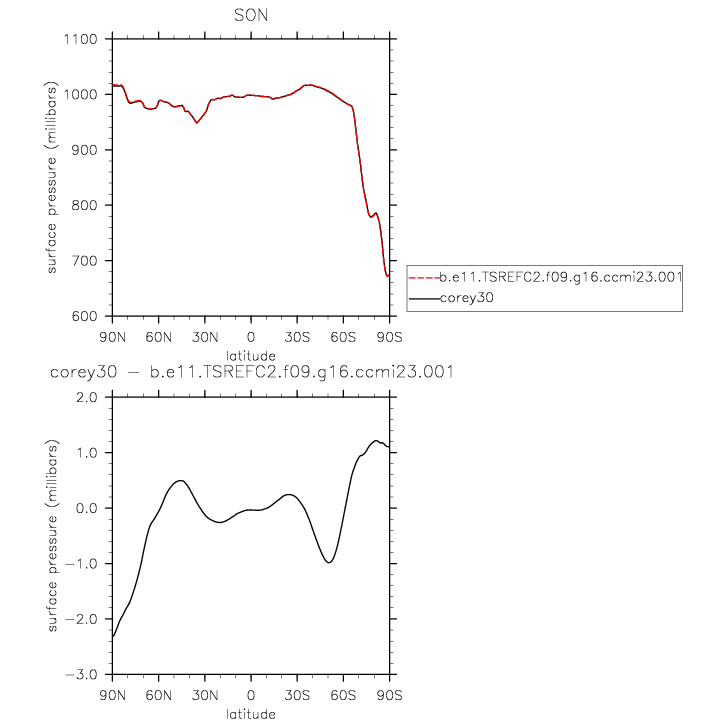 SON
1100
1000
900
800
700
600
surface pressure (millibars)
90N 60N 30N 0 30S 60S 90S
latitude
b.e11.TSREFC2.f09.g16.ccmi23.001
corey30
corey30 − b.e11.TSREFC2.f09.g16.ccmi23.001
2.0
1.0
0.0
−1.0
−2.0
−3.0
surface pressure (millibars)
90N 60N 30N 0 30S 60S 90S
latitude